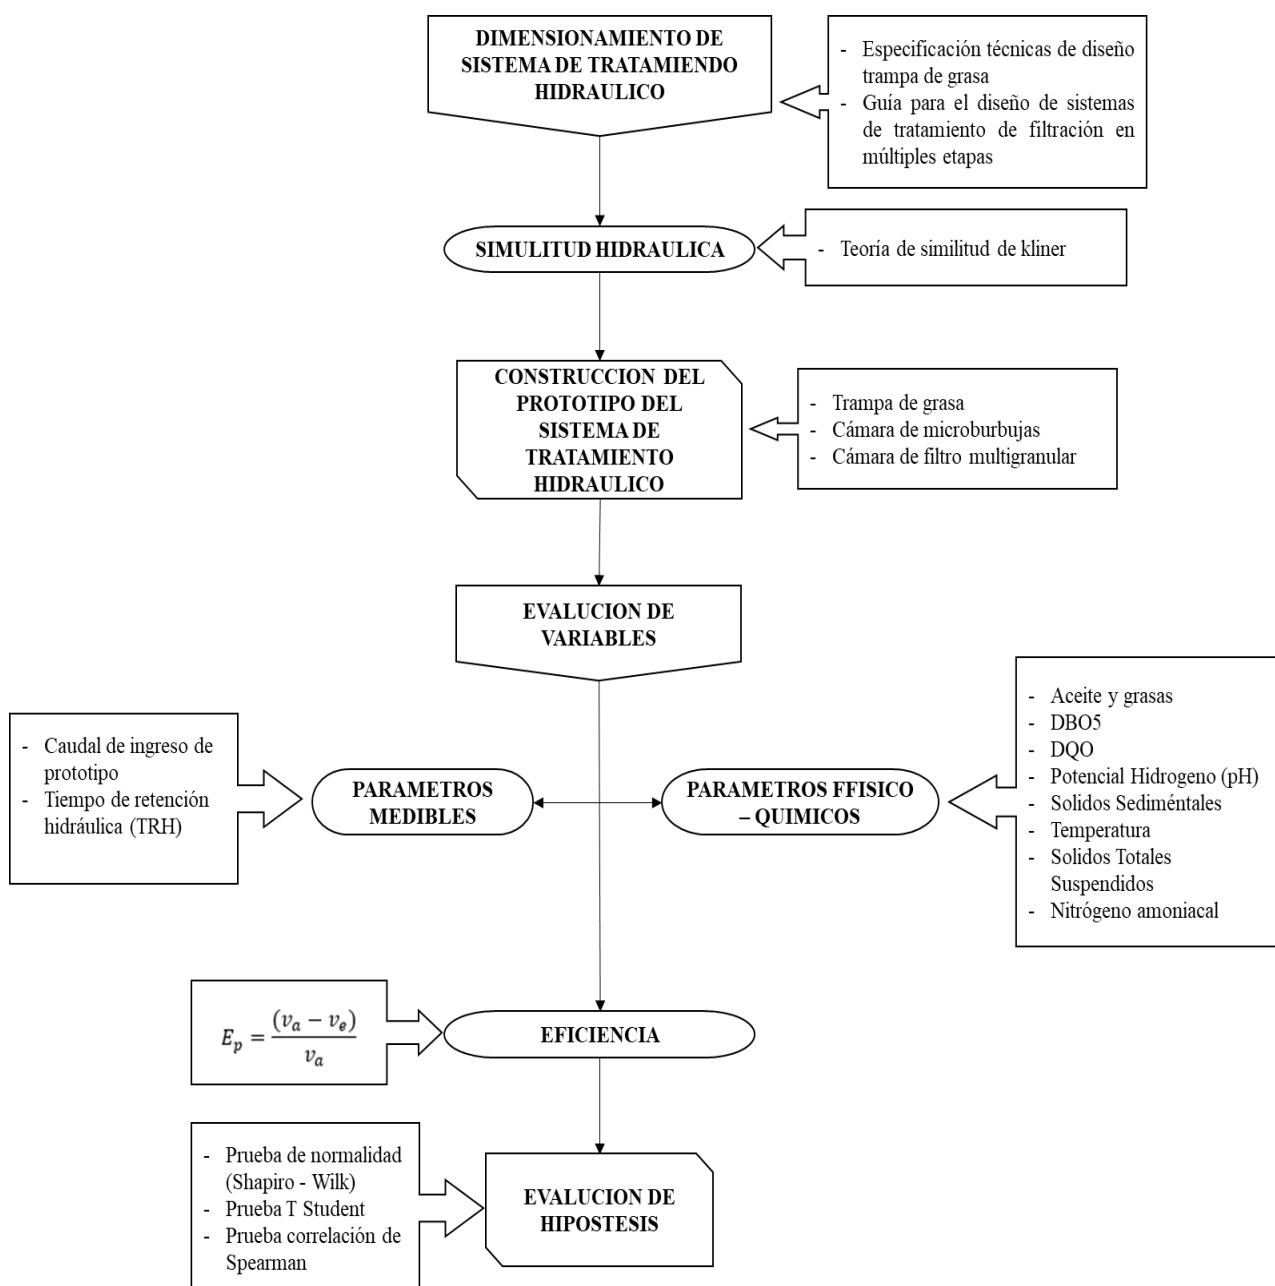 DIMENSIONAMIENTO DE
SISTEMA DE TRATAMIENDO
HIDRAULICO
- Especificación técnicas de diseño
trampa de grasa
- Guía para el diseño de sistemas
de tratamiento de filtración en
múltiples etapas
SIMULITUD HIDRAULICA
- Teoría de similitud de kliner
CONSTRUCCION DEL
PROTOTIPO DEL
SISTEMA DE
TRATAMIENTO
HIDRAULICO
- Trampa de grasa
- Cámara de microburbujas
- Cámara de filtro multigranular
EVALUCION DE
VARIABLES
- Caudal de ingreso de
prototipo
- Tiempo de retención
hidráulica (TRH)
PARAMETROS
MEDIBLES
PARAMETROS FFISICO
– QUIMICOS
- Aceite y grasas
- DBO5
- DQO
- Potencial Hidrogeno (pH)
- Solidos Sediméntales
- Temperatura
- Solidos Totales
Suspendidos
- Nitrógeno amoniacal
E_p = (v_a − v_e) / v_a
EFICIENCIA
- Prueba de normalidad
(Shapiro - Wilk)
- Prueba T Student
- Prueba correlación de
Spearman
EVALUCION DE
HIPOSTESIS